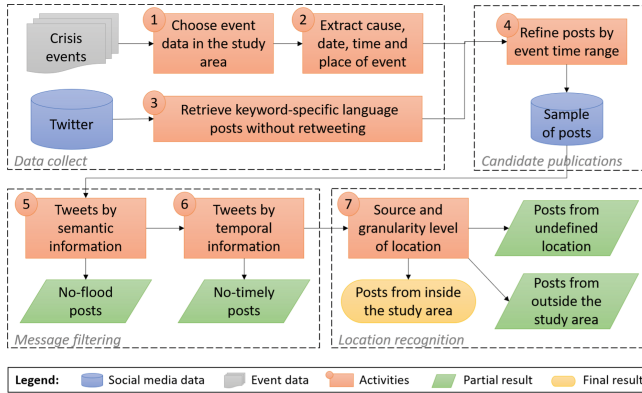 Crisis
events
1
Choose event
data in the study
area
2
Extract cause,
date, time and
place of event
4
Refine posts by
event time range
Twitter
3
Retrieve keyword-specific language
posts without retweeting
Sample
of posts
Data collect
Candidate publications
5
Tweets by
semantic
information
6
Tweets by
temporal
information
7
Source and
granularity level
of location
Posts from
undefined
location
No-flood
posts
No-timely
posts
Posts from inside
the study area
Posts from
outside the
study area
Message filtering
Location recognition
Legend:
Social media data
Event data
Activities
Partial result
Final result